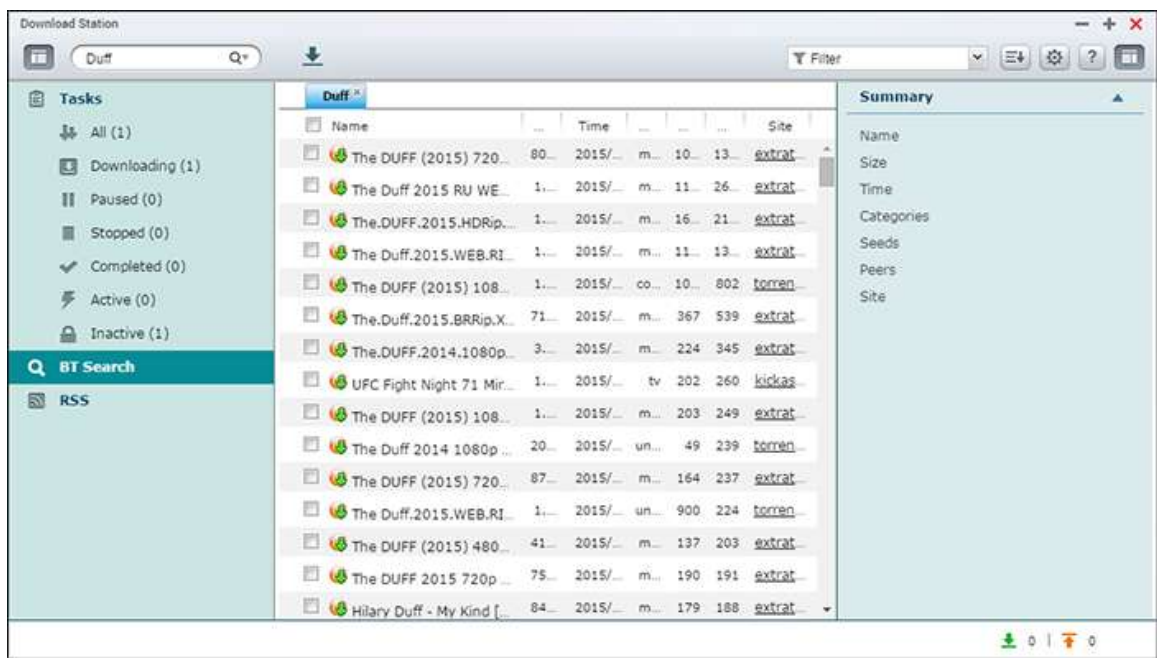 Download Station
Duff
Filter
Tasks
All (1)
Downloading (1)
Paused (0)
Stopped (0)
Completed (0)
Active (0)
Inactive (1)
BT Search
RSS
Duff
Name ... Time ... ... ... Site
The DUFF (2015) 720... 80... 2015/... m... 10... 13... extrat...
The Duff 2015 RU WE... 1.... 2015/... m... 11... 26... extrat...
The.DUFF.2015.HDRip.... 1.... 2015/... m... 16... 21... extrat...
The Duff.2015.WEB.RI... 1.... 2015/... m... 11... 13... extrat...
The DUFF (2015) 108... 1.... 2015/... co... 10... 802 torren...
The.Duff.2015.BRRip.X... 71... 2015/... m... 367 539 extrat...
The.DUFF.2014.1080p... 3.... 2015/... m... 224 345 extrat...
UFC Fight Night 71 Mir... 1.... 2015/... tv 202 260 kickas...
The DUFF (2015) 108... 1.... 2015/... m... 203 249 extrat...
The Duff 2014 1080p ... 20... 2015/... un... 49 239 torren...
The DUFF (2015) 720... 87... 2015/... m... 164 237 extrat...
The Duff.2015.WEB.RI... 1.... 2015/... un... 900 224 torren...
The DUFF (2015) 480... 41... 2015/... m... 137 203 extrat...
The DUFF 2015 720p ... 75... 2015/... m... 190 191 extrat...
Hilary Duff - My Kind [... 84... 2015/... m... 179 188 extrat...
Summary
Name
Size
Time
Categories
Seeds
Peers
Site
0 | 0